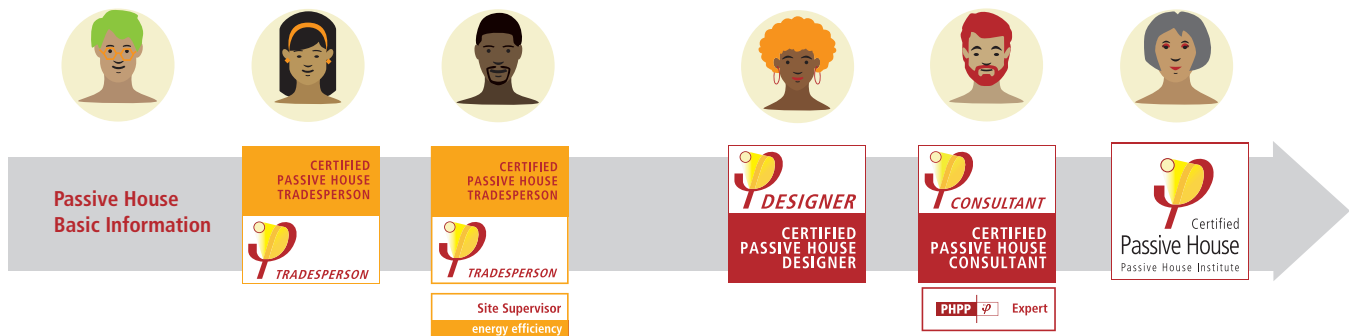 Passive House
Basic Information
CERTIFIED
PASSIVE HOUSE
TRADESPERSON
TRADESPERSON
CERTIFIED
PASSIVE HOUSE
TRADESPERSON
TRADESPERSON
Site Supervisor
energy efficiency
DESIGNER
CERTIFIED
PASSIVE HOUSE
DESIGNER
CONSULTANT
CERTIFIED
PASSIVE HOUSE
CONSULTANT
PHPP φ Expert
Certified
Passive House
Passive House Institute